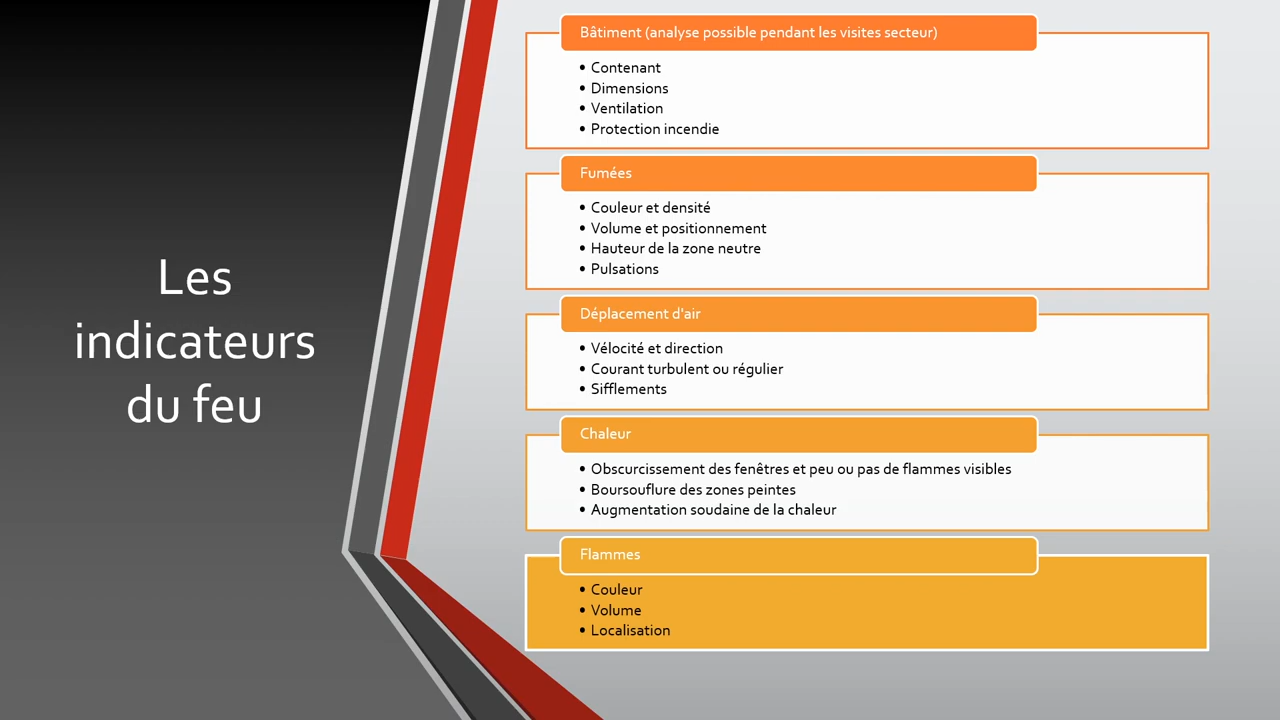 Les
indicateurs
du feu
Bâtiment (analyse possible pendant les visites secteur)
• Contenant
• Dimensions
• Ventilation
• Protection incendie
Fumées
• Couleur et densité
• Volume et positionnement
• Hauteur de la zone neutre
• Pulsations
Déplacement d'air
• Vélocité et direction
• Courant turbulent ou régulier
• Sifflements
Chaleur
• Obscurcissement des fenêtres et peu ou pas de flammes visibles
• Boursouflure des zones peintes
• Augmentation soudaine de la chaleur
Flammes
• Couleur
• Volume
• Localisation